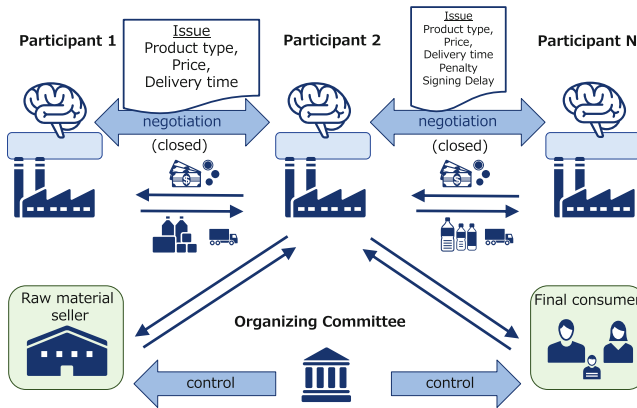 Participant 1
Issue
Product type,
Price,
Delivery time
Participant 2
Issue
Product type,
Price,
Delivery time
Penalty
Signing Delay
Participant N
negotiation
(closed)
negotiation
(closed)
$
$
Raw material
seller
Organizing Committee
Final consumer
control
control